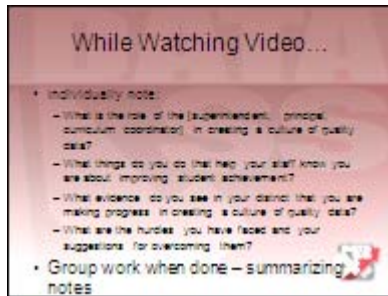 While Watching Video…
• Individually note:
– What is the role of the [superintendent, principal,
curriculum coordinator] in creating a culture of quality
data?
– What things do you do that help your staff know you
are about improving student achievement?
– What evidence do you see in your district that you are
making progress in creating a culture of quality data?
– What are the hurdles you have faced and your
suggestions for overcoming them?
• Group work when done – summarizing
notes